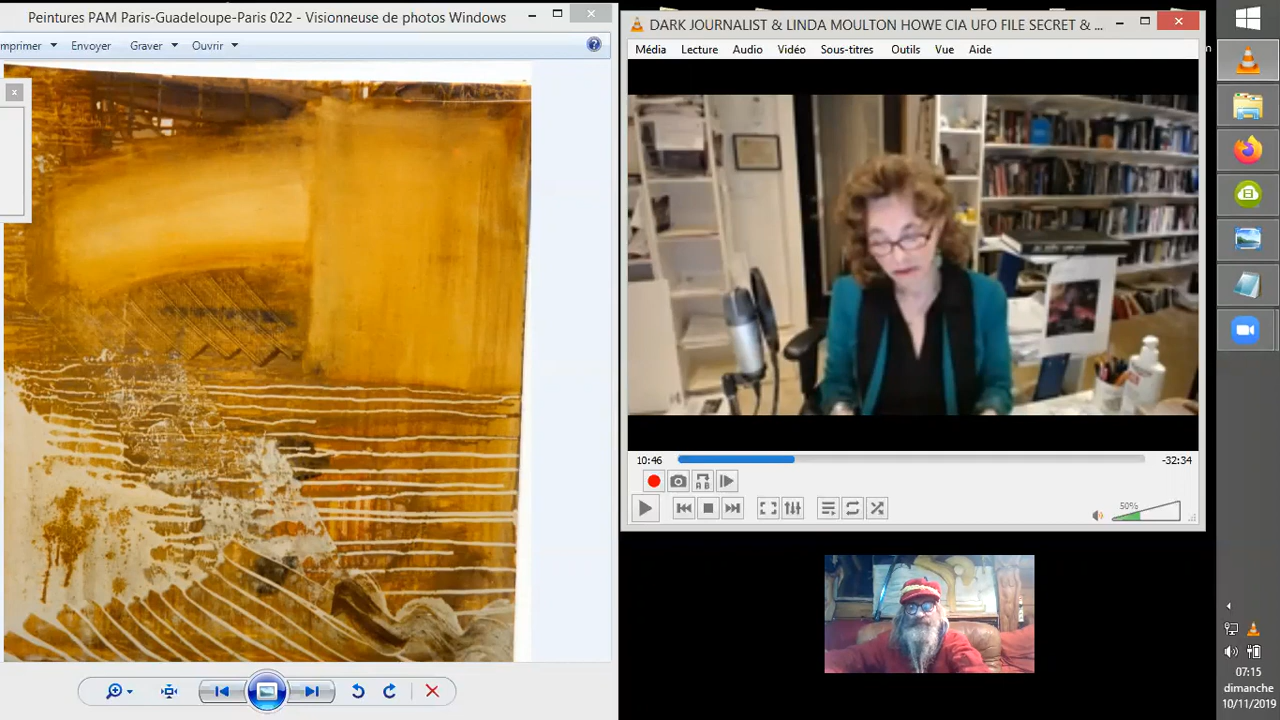 Peintures PAM Paris-Guadeloupe-Paris 022 - Visionneuse de photos Windows
mprimer Envoyer Graver Ouvrir
DARK JOURNALIST & LINDA MOULTON HOWE CIA UFO FILE SECRET & ...
Média Lecture Audio Vidéo Sous-titres Outils Vue Aide
10:46
-32:34
50%
07:15
dimanche
10/11/2019